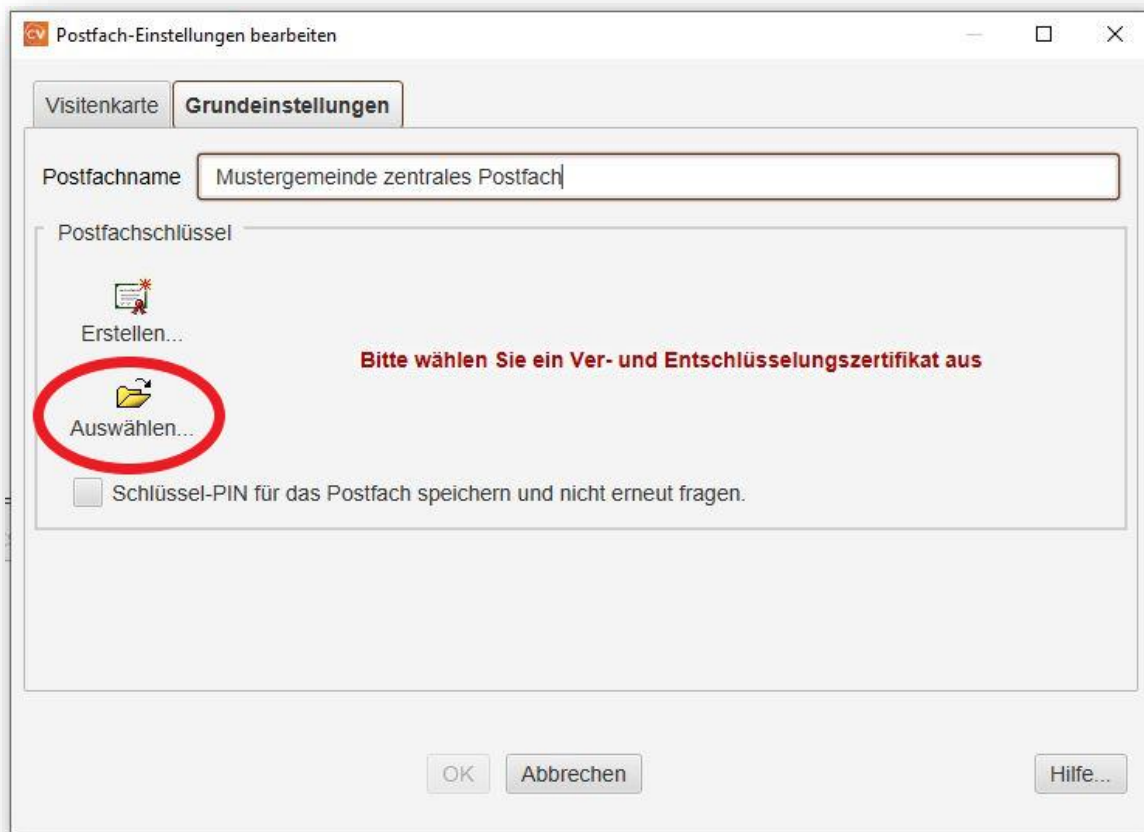 CV Postfach-Einstellungen bearbeiten
Visitenkarte Grundeinstellungen
Postfachname Mustergemeinde zentrales Postfach
Postfachschlüssel
Erstellen...
Bitte wählen Sie ein Ver- und Entschlüsselungszertifikat aus
Auswählen...
Schlüssel-PIN für das Postfach speichern und nicht erneut fragen.
OK Abbrechen Hilfe...